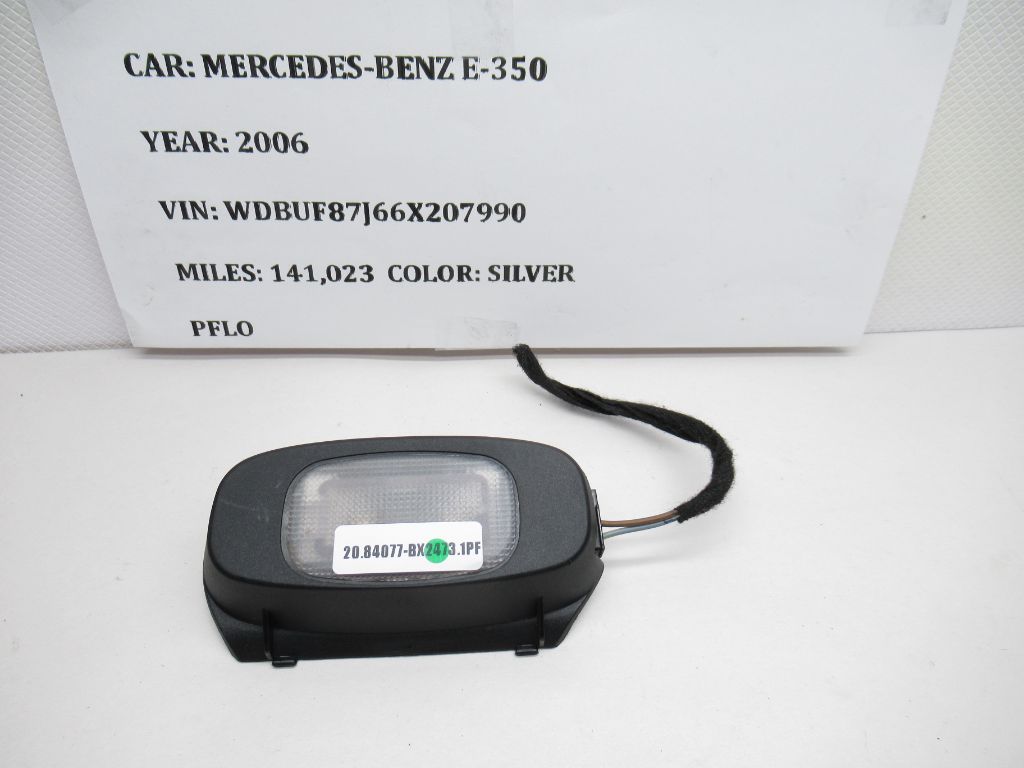 CAR: MERCEDES-BENZ E-350
YEAR: 2006
VIN: WDBUF87J66X207990
MILES: 141,023 COLOR: SILVER
PFLO
20.84077-BX2473.1PF